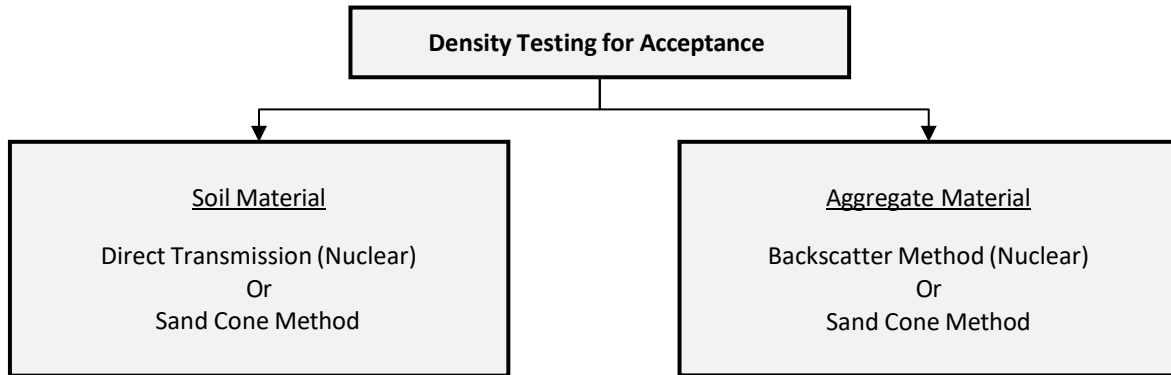 Density Testing for Acceptance
Soil Material
Direct Transmission (Nuclear)
Or
Sand Cone Method
Aggregate Material
Backscatter Method (Nuclear)
Or
Sand Cone Method